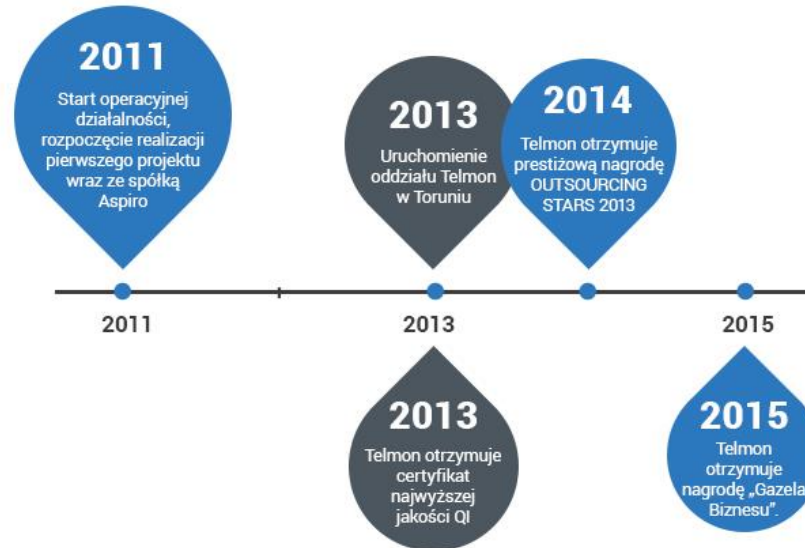 2011
Start operacyjnej
działalności,
rozpoczęcie realizacji
pierwszego projektu
wraz ze spółką
Aspiro
2013
Uruchomienie
oddziału Telmon
w Toruniu
2014
Telmon otrzymuje
prestiżową nagrodę
OUTSOURCING
STARS 2013
2011
2013
2015
2013
Telmon otrzymuje
certyfikat
najwyższej
jakości QI
2015
Telmon
otrzymuje
nagrodę „Gazela
Biznesu”.